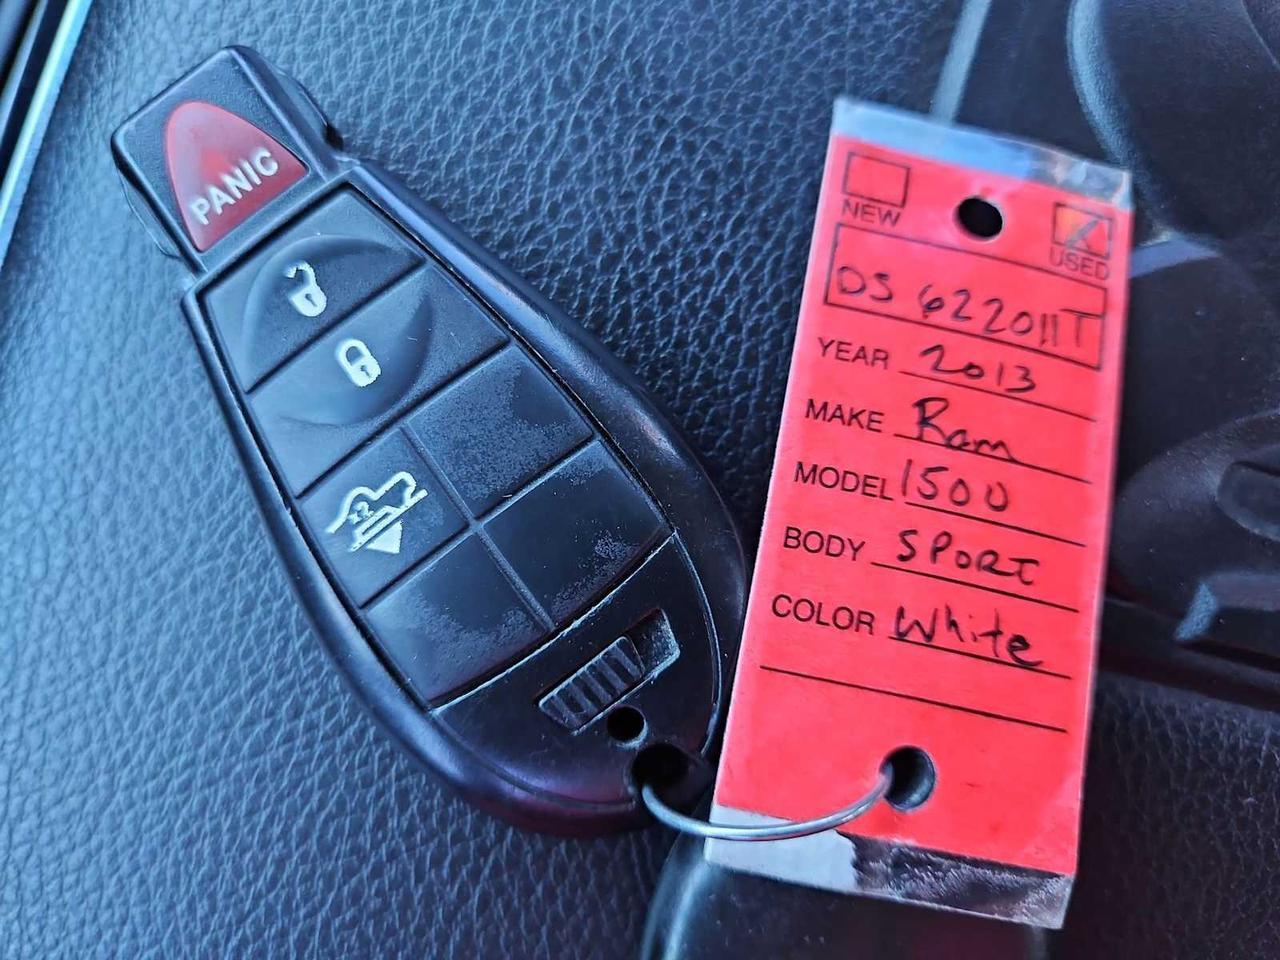 PANIC
NEW
USED
DS 622011T
YEAR 2013
MAKE Ram
MODEL 1500
BODY SPORT
COLOR White